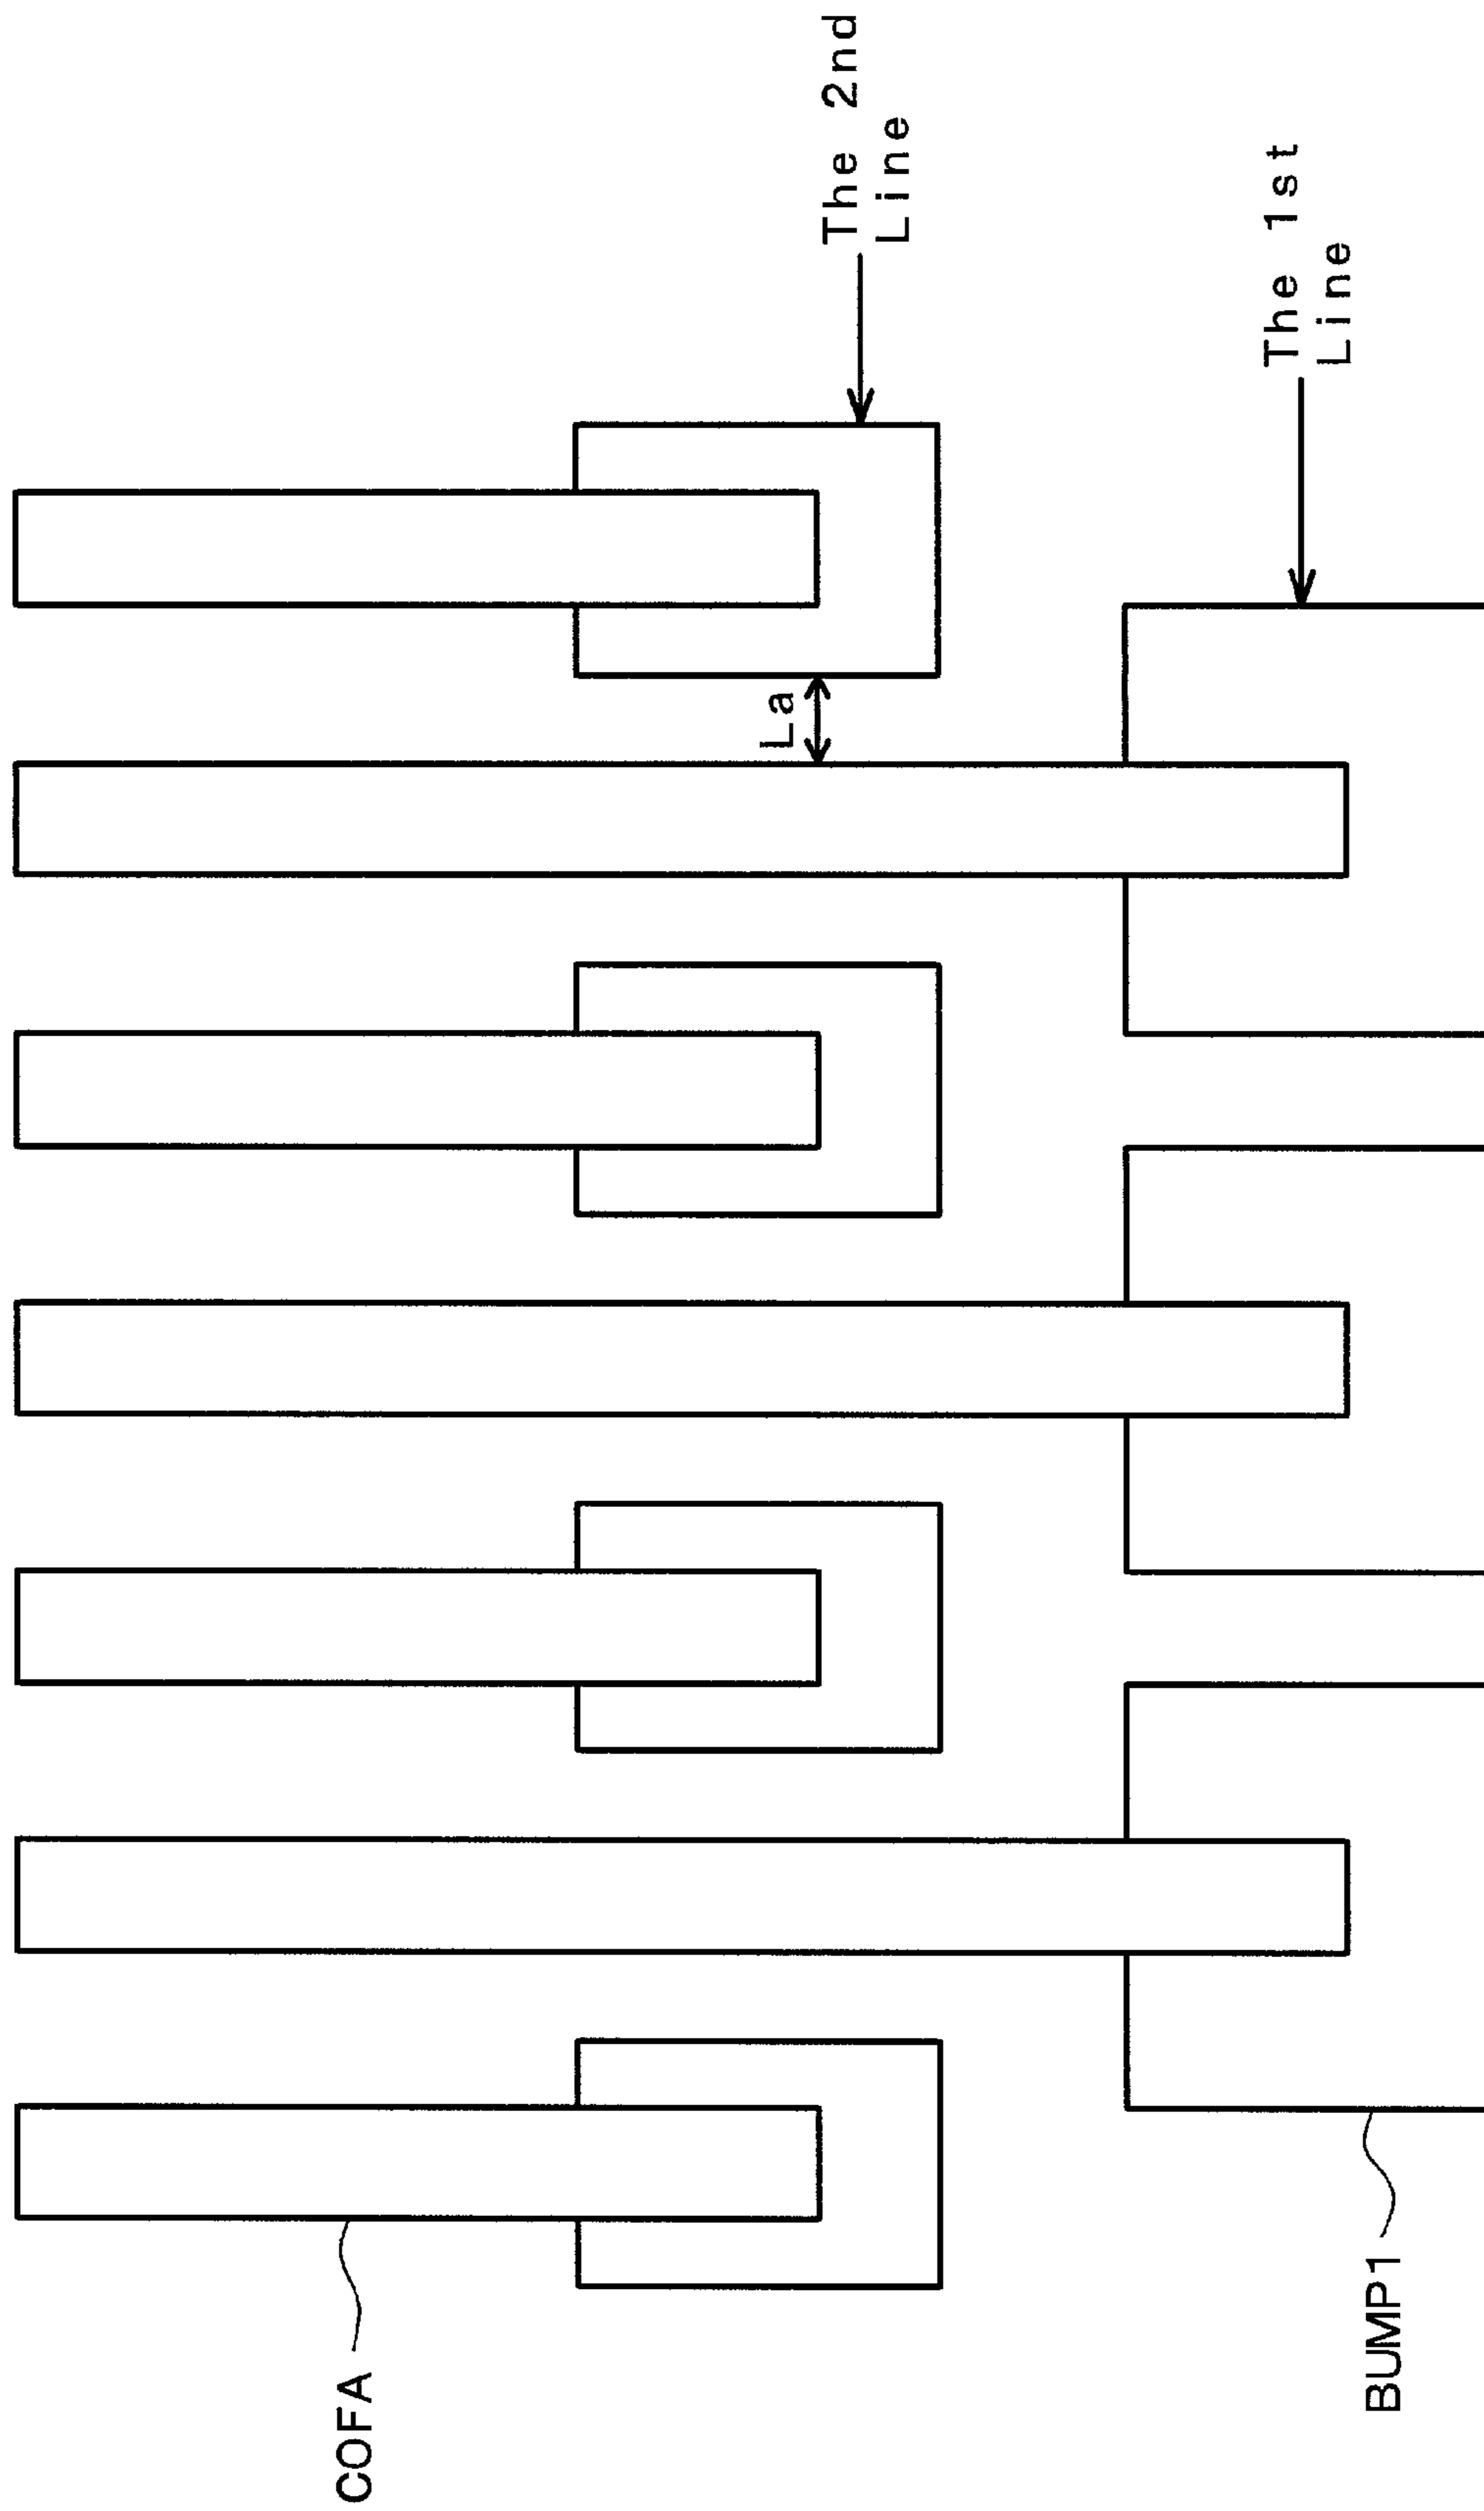 The 2nd
Line
The 1st
Line
La
COFA
BUMP1